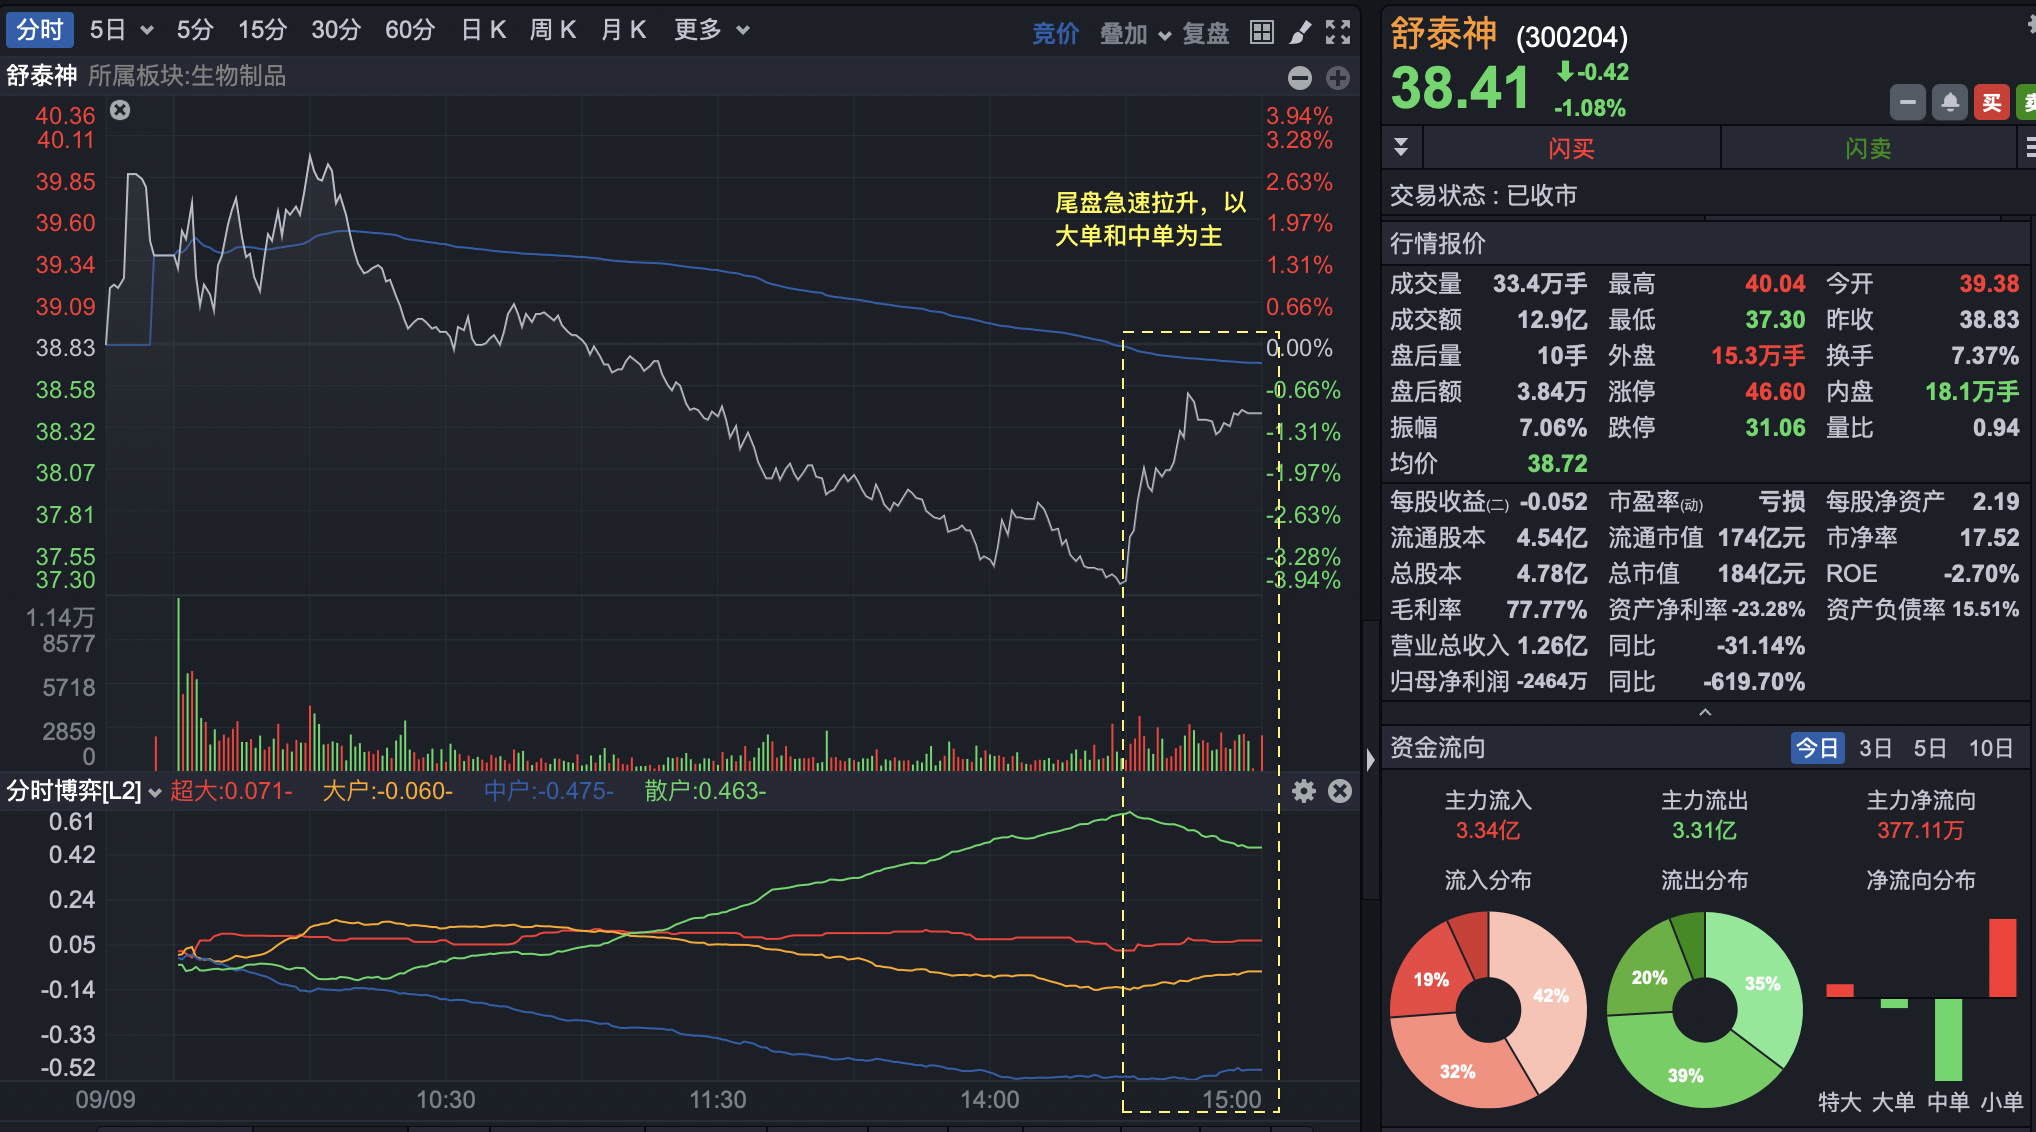 分时 5日 5分 15分 30分 60分 日K 周K 月K 更多 竞价 叠加 复盘
舒泰神 所属板块:生物制品
40.36 3.94%
40.11 3.28%
39.85 2.63%
39.60 1.97%
39.34 1.31%
39.09 0.66%
38.83 0.00%
38.58 -0.66%
38.32 -1.31%
38.07 -1.97%
37.81 -2.63%
37.55 -3.28%
37.30 -3.94%
尾盘急速拉升，以
大单和中单为主
1.14万
8577
5718
2859
0
分时博弈[L2] 超大:0.071- 大户:-0.060- 中户:-0.475- 散户:0.463-
0.61
0.42
0.24
0.05
-0.14
-0.33
-0.52
09/09 10:30 11:30 14:00 15:00
舒泰神 (300204)
38.41 -0.42
-1.08%
买
闪买 闪卖
交易状态 : 已收市
行情报价
成交量 33.4万手 最高 40.04 今开 39.38
成交额 12.9亿 最低 37.30 昨收 38.83
盘后量 10手 外盘 15.3万手 换手 7.37%
盘后额 3.84万 涨停 46.60 内盘 18.1万手
振幅 7.06% 跌停 31.06 量比 0.94
均价 38.72
每股收益(二) -0.052 市盈率(动) 亏损 每股净资产 2.19
流通股本 4.54亿 流通市值 174亿元 市净率 17.52
总股本 4.78亿 总市值 184亿元 ROE -2.70%
毛利率 77.77% 资产净利率 -23.28% 资产负债率 15.51%
营业总收入 1.26亿 同比 -31.14%
归母净利润 -2464万 同比 -619.70%
资金流向 今日 3日 5日 10日
主力流入 主力流出 主力净流向
3.34亿 3.31亿 377.11万
流入分布 流出分布 净流向分布
19% 42% 32%
20% 35% 39%
特大 大单 中单 小单